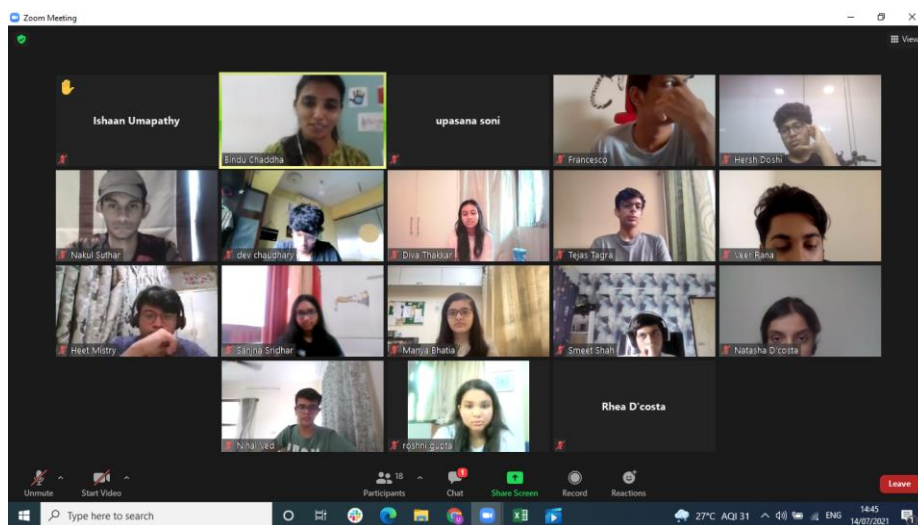 Zoom Meeting
View
Ishaan Umapathy
Bindu Chaddha
upasana soni
Francesco
Hersh Doshi
Nakul Suthar
dev chaudhary
Diva Thakkar
Tejas Tagra
Veer Rana
Heet Mistry
Sanina Sridhar
Manya Bhatia
Smeet Shah
Natasha D'costa
Nihal Ved
roshni gupta
Rhea D'costa
Unmute
Start Video
18
Participants
Chat
Share Screen
Record
Reactions
Leave
Type here to search
27°C AQI 31
ENG
14:45
14/07/2021